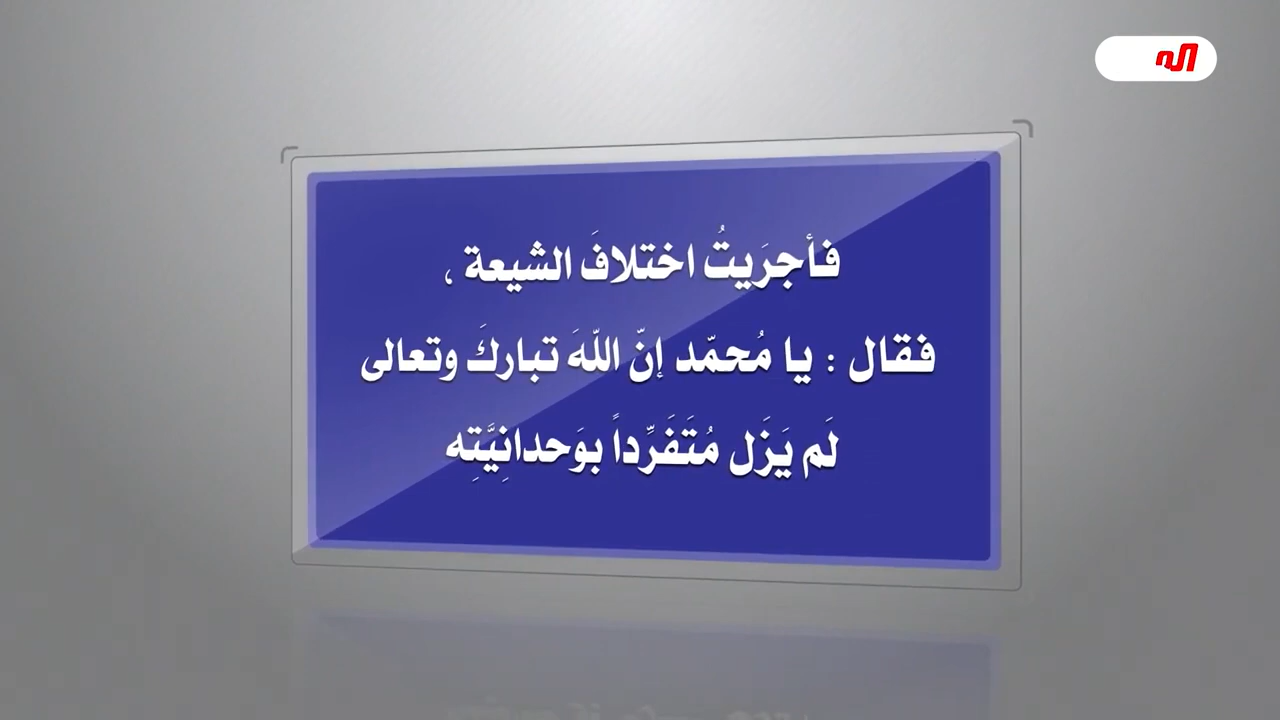 فأجرَيتُ اختلافَ الشيعة ،
فقال : يا مُحمّد إنّ اللّهَ تباركَ وتعالى
لَم يَزَل مُتَفَرِّداً بوَحدانِيَّتِه